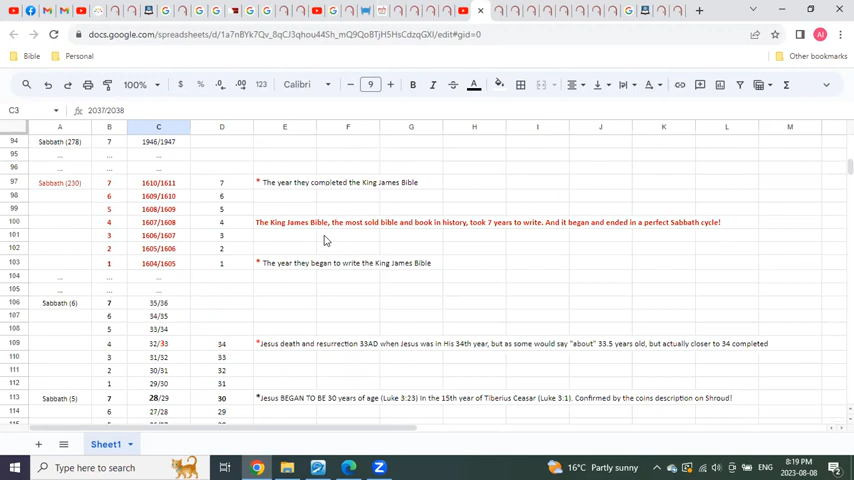 docs.google.com/spreadsheets/d/1a7nBYk7Qv_8qCJ3qhou44Sh_mQ9oBTjH5HsCdzqGXI/edit#gid=0
Bible Personal Other bookmarks
100% $ % .0 .00 123 Calibri 9 B I A
C3 2037/2038
A B C D E F G H I J K L M
94 Sabbath (278) 7 1946/1947
95 ... ... ...
96 ... ... ...
97 Sabbath (230) 7 1610/1611 7 * The year they completed the King James Bible
98 6 1609/1610 6
99 5 1608/1609 5
100 4 1607/1608 4 The King James Bible, the most sold bible and book in history, took 7 years to write. And it began and ended in a perfect Sabbath cycle!
101 3 1606/1607 3
102 2 1605/1606 2
103 1 1604/1605 1 * The year they began to write the King James Bible
104 ... ... ...
105 ... ... ...
106 Sabbath (6) 7 35/36
107 6 34/35
108 5 33/34
109 4 32/33 34 *Jesus death and resurrection 33AD when Jesus was in His 34th year, but as some would say "about" 33.5 years old, but actually closer to 34 completed
110 3 31/32 33
111 2 30/31 32
112 1 29/30 31
113 Sabbath (5) 7 28/29 30 *Jesus BEGAN TO BE 30 years of age (Luke 3:23) In the 15th year of Tiberius Ceasar (Luke 3:1). Confirmed by the coins description on Shroud!
114 6 27/28 29
Sheet1
Type here to search 16°C Partly sunny ENG 8:19 PM
2023-08-08